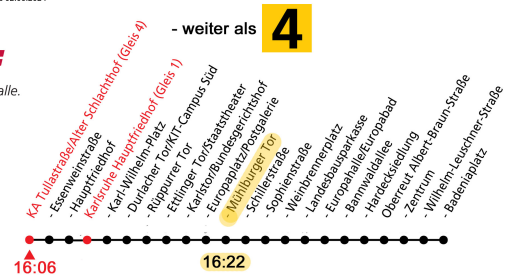 - weiter als 4
alle.
KA Tullastraße/Alter Schlachthof (Gleis 4)
- Essenweinstraße
- Hauptfriedhof
Karlsruhe Hauptfriedhof (Gleis 1)
- Karl-Wilhelm-Platz
- Durlacher Tor/KIT-Campus Süd
- Rüppurrer Tor
- Ettlinger Tor/Staatstheater
- Karlstor/Bundesgerichtshof
- Europaplatz/Postgalerie
- Mühlburger Tor
- Schillerstraße
- Sophienstraße
- Weinbrennerplatz
- Landesbausparkasse
- Europahalle/Europabad
- Bannwaldallee
- Hardecksiedlung
Oberreut Albert-Braun-Straße
Zentrum
- Wilhelm-Leuschner-Straße
- Badeniaplatz
16:06
16:22